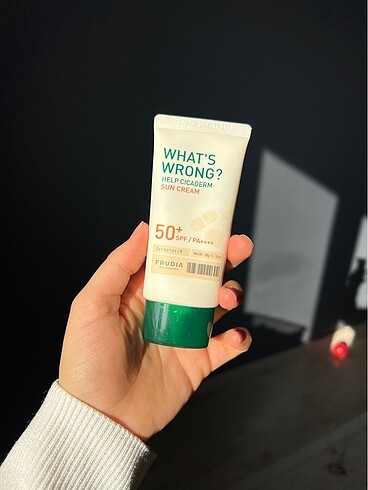 WHAT'S
WRONG?
HELP CICADERM
SUN CREAM
50+ SPF / PA++++
FRUDIA